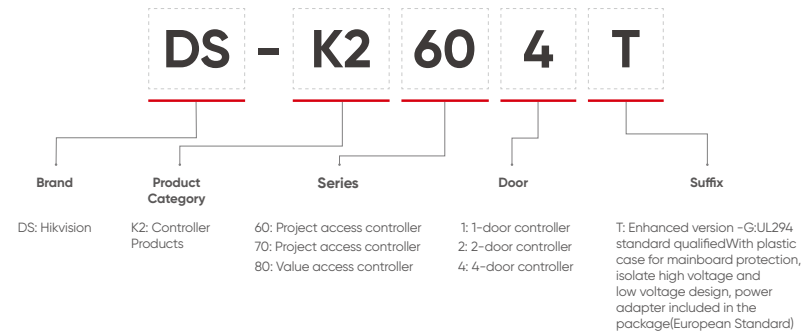 DS - K2 60 4 T
Brand
DS: Hikvision
Product
Category
K2: Controller
Products
Series
60: Project access controller
70: Project access controller
80: Value access controller
Door
1: 1-door controller
2: 2-door controller
4: 4-door controller
Suffix
T: Enhanced version -G:UL294
standard qualifiedWith plastic
case for mainboard protection,
isolate high voltage and
low voltage design, power
adapter included in the
package(European Standard)